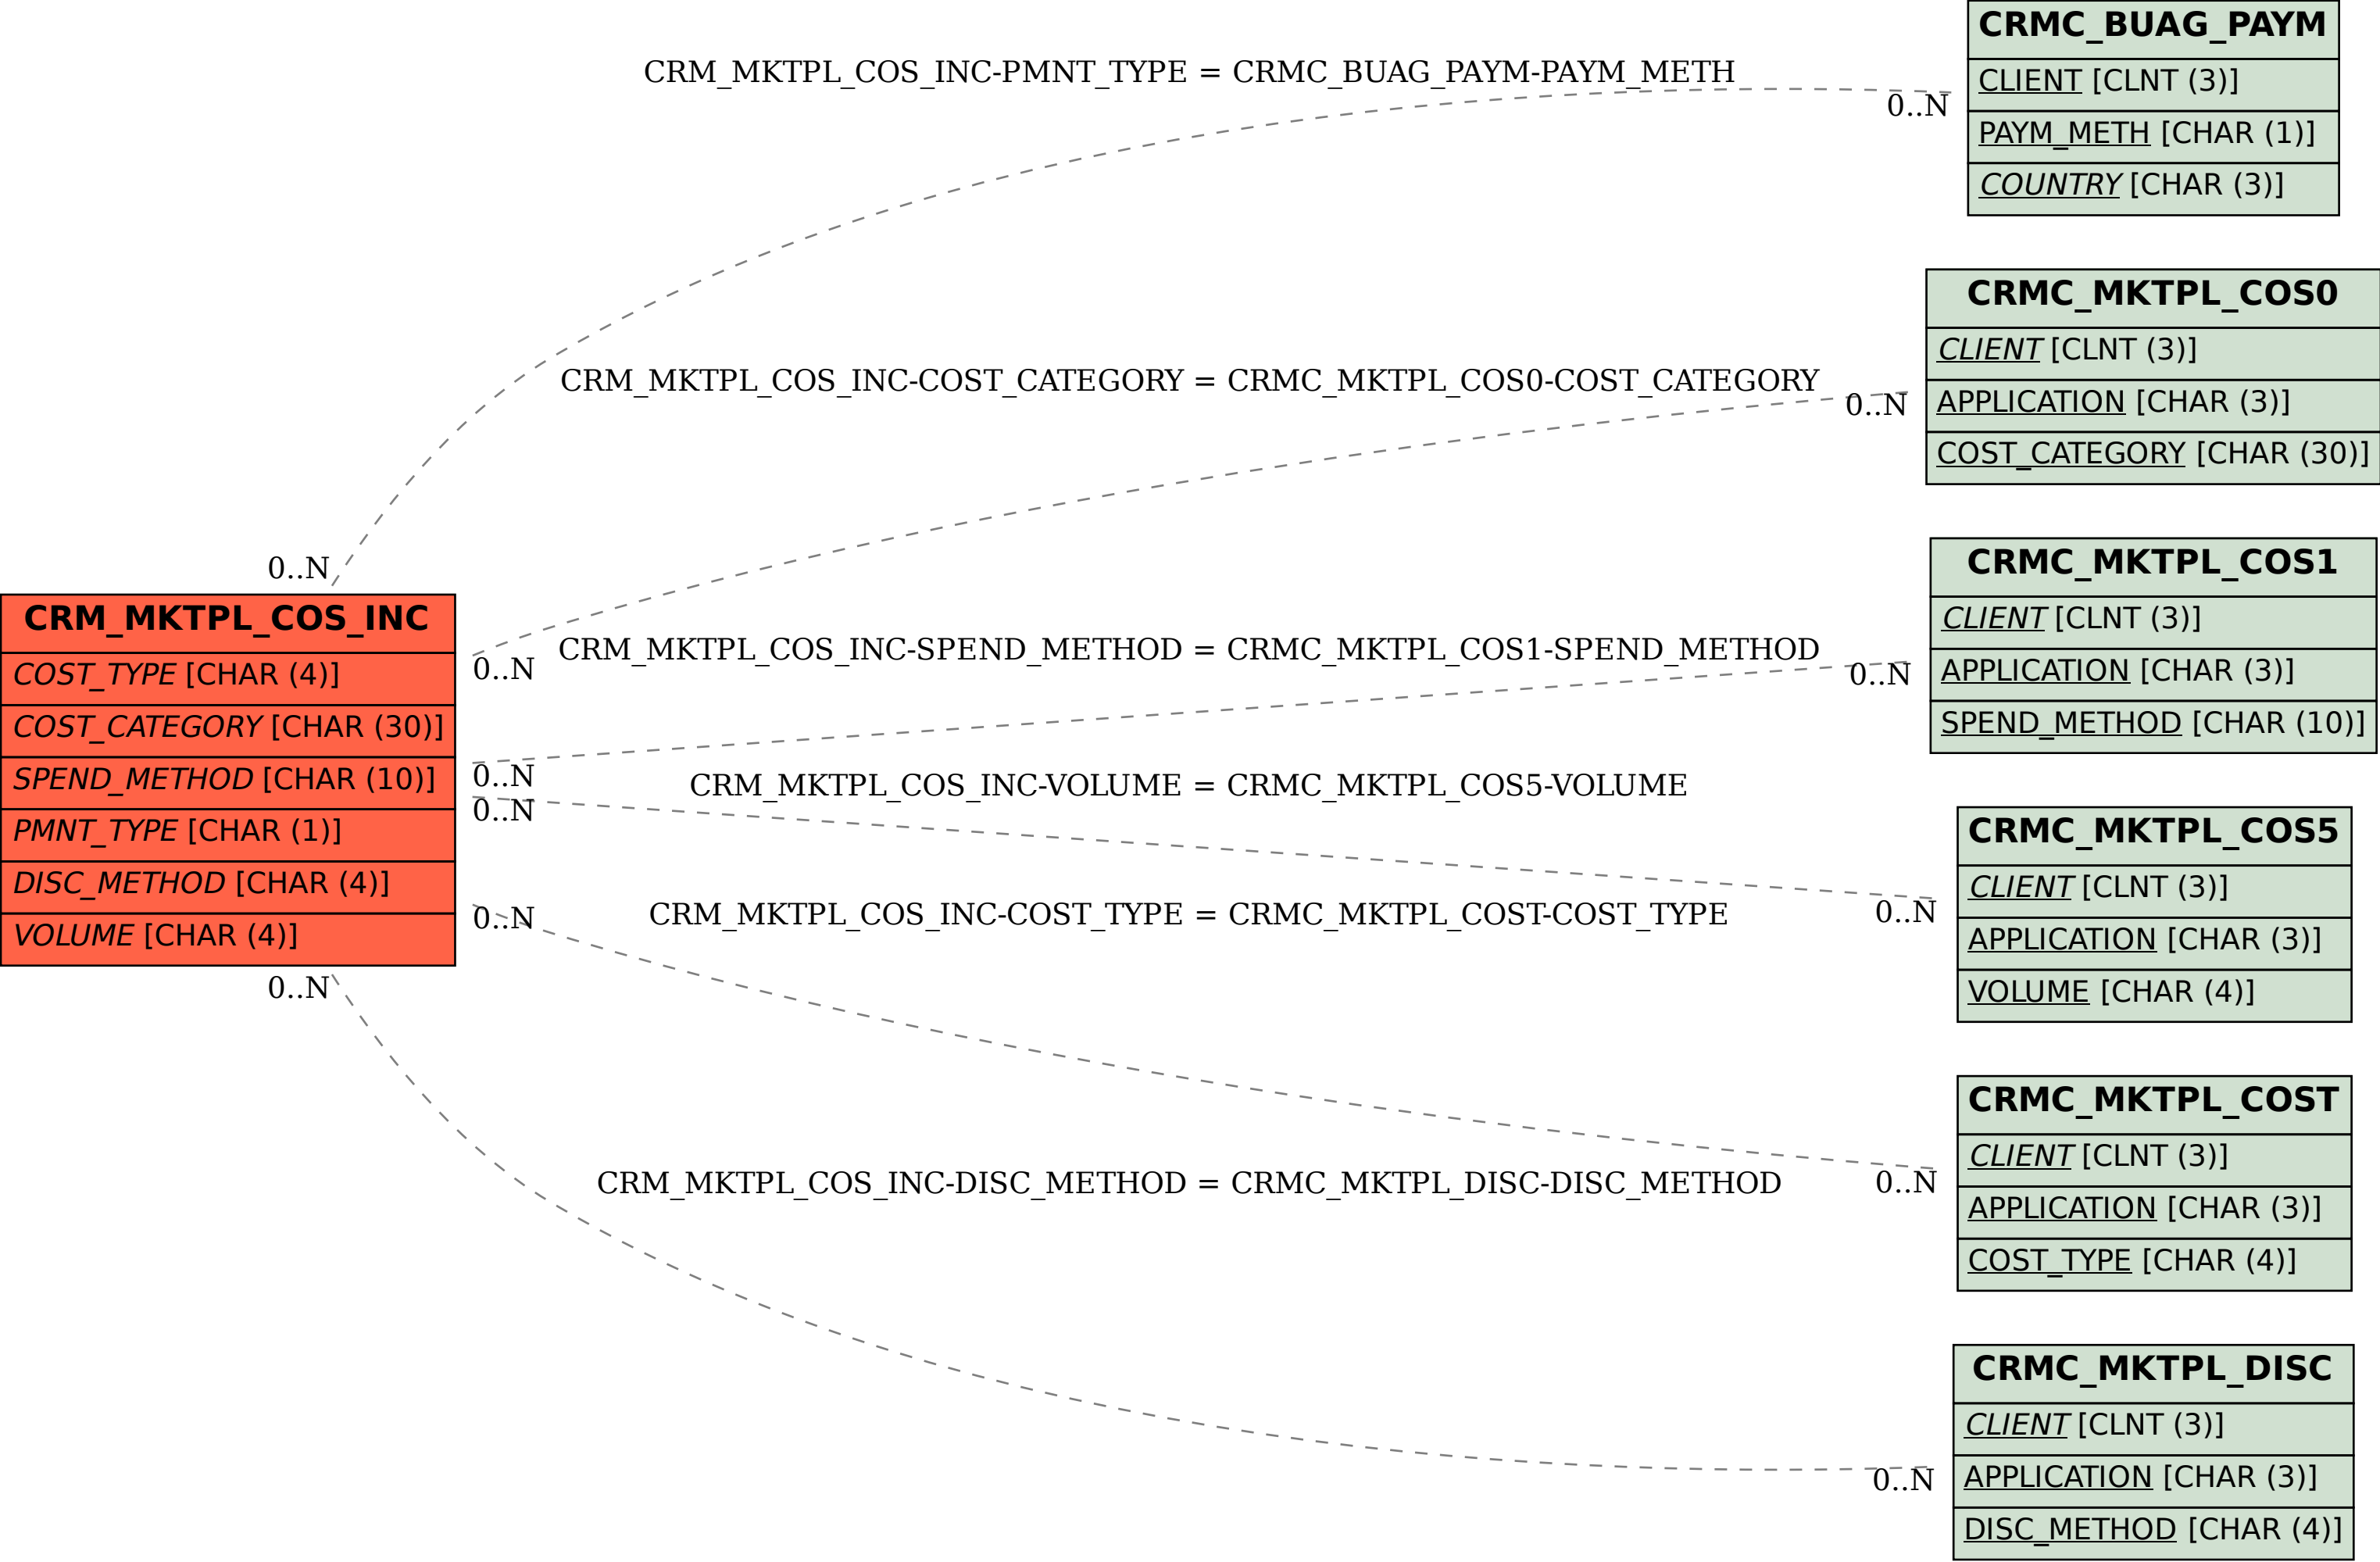 CRMC_BUAG_PAYM
CRM_MKTPL_COS_INC-PMNT_TYPE = CRMC_BUAG_PAYM-PAYM_METH
CLIENT [CLNT (3)]
0..N
PAYM_METH [CHAR (1)]
COUNTRY [CHAR (3)]
CRMC_MKTPL_COS0
CLIENT [CLNT (3)]
CRM_MKTPL_COS_INC-COST_CATEGORY = CRMC_MKTPL_COS0-COST_CATEGORY
0..N
APPLICATION [CHAR (3)]
COST_CATEGORY [CHAR (30)]
0..N
CRMC_MKTPL_COS1
CRM_MKTPL_COS_INC
CLIENT [CLNT (3)]
CRM_MKTPL_COS_INC-SPEND_METHOD = CRMC_MKTPL_COS1-SPEND_METHOD
COST_TYPE [CHAR (4)]
0..N
0..N
APPLICATION [CHAR (3)]
COST_CATEGORY [CHAR (30)]
SPEND_METHOD [CHAR (10)]
SPEND_METHOD [CHAR (10)]
0..N
CRM_MKTPL_COS_INC-VOLUME = CRMC_MKTPL_COS5-VOLUME
0..N
PMNT_TYPE [CHAR (1)]
CRMC_MKTPL_COS5
DISC_METHOD [CHAR (4)]
CLIENT [CLNT (3)]
0..N
CRM_MKTPL_COS_INC-COST_TYPE = CRMC_MKTPL_COST-COST_TYPE
0..N
VOLUME [CHAR (4)]
APPLICATION [CHAR (3)]
0..N
VOLUME [CHAR (4)]
CRMC_MKTPL_COST
CLIENT [CLNT (3)]
CRM_MKTPL_COS_INC-DISC_METHOD = CRMC_MKTPL_DISC-DISC_METHOD
0..N
APPLICATION [CHAR (3)]
COST_TYPE [CHAR (4)]
CRMC_MKTPL_DISC
CLIENT [CLNT (3)]
0..N
APPLICATION [CHAR (3)]
DISC_METHOD [CHAR (4)]